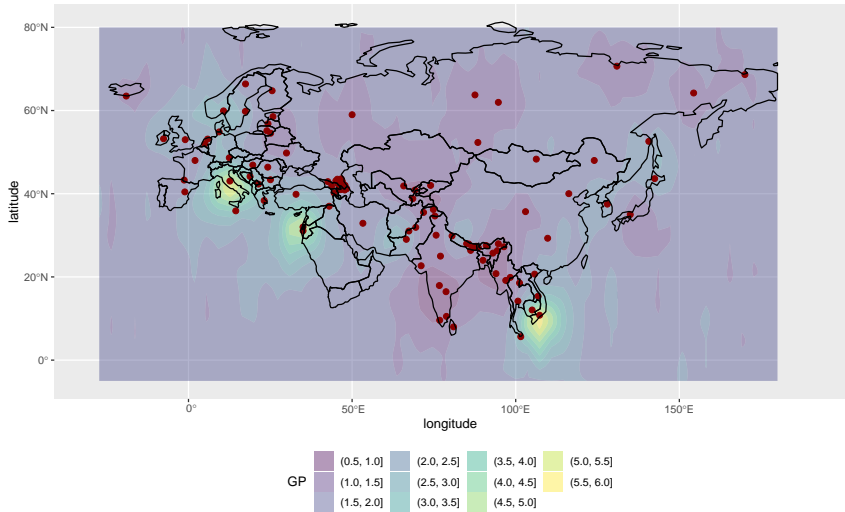 80°N
60°N
40°N
20°N
0°
latitude
0°
50°E
100°E
150°E
longitude
GP
(0.5, 1.0]
(1.0, 1.5]
(1.5, 2.0]
(2.0, 2.5]
(2.5, 3.0]
(3.0, 3.5]
(3.5, 4.0]
(4.0, 4.5]
(4.5, 5.0]
(5.0, 5.5]
(5.5, 6.0]